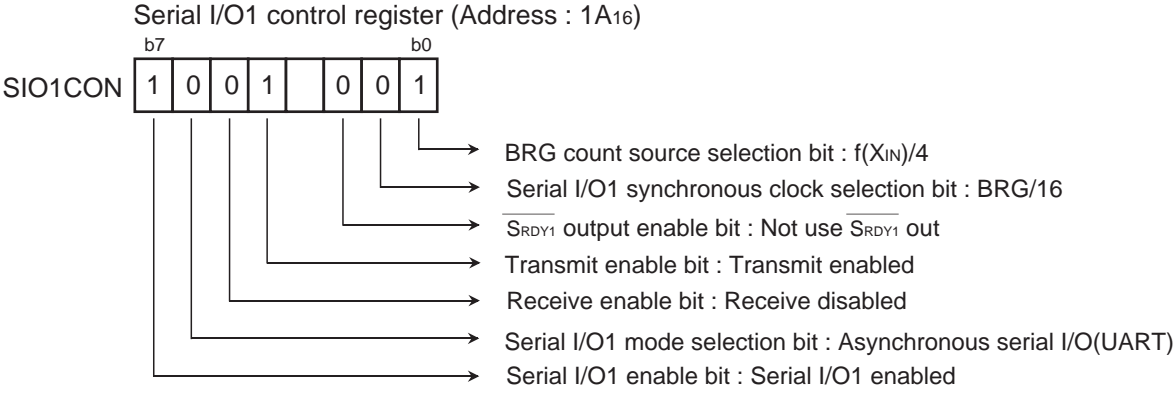 Serial I/O1 control register (Address : 1A16)
b7 b0
SIO1CON 1 0 0 1 0 0 1
BRG count source selection bit : f(XIN)/4
Serial I/O1 synchronous clock selection bit : BRG/16
SRDY1 output enable bit : Not use SRDY1 out
Transmit enable bit : Transmit enabled
Receive enable bit : Receive disabled
Serial I/O1 mode selection bit : Asynchronous serial I/O(UART)
Serial I/O1 enable bit : Serial I/O1 enabled